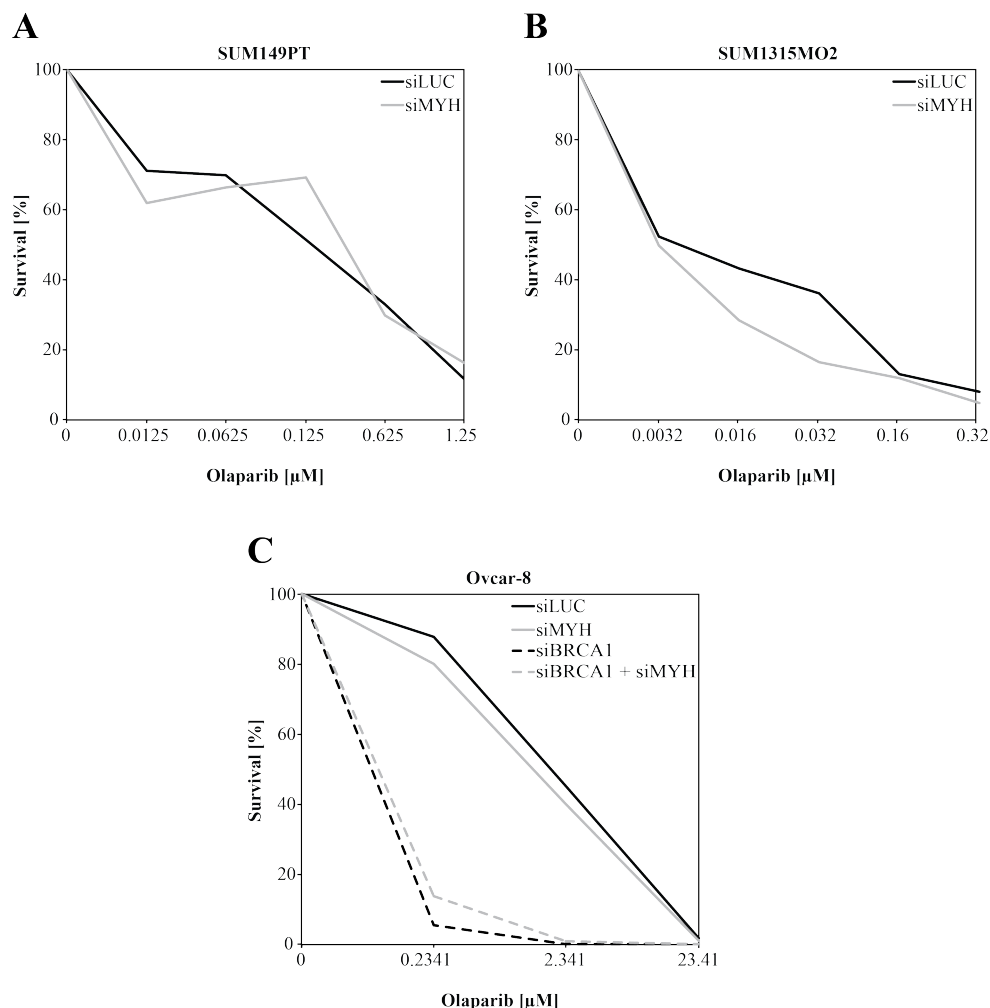 A
SUM149PT
100
80
60
40
20
0
Survival [%]
siLUC
siMYH
0 0.0125 0.0625 0.125 0.625 1.25
Olaparib [µM]
B
SUM1315MO2
100
80
60
40
20
0
Survival [%]
siLUC
siMYH
0 0.0032 0.016 0.032 0.16 0.32
Olaparib [µM]
C
Ovcar-8
100
80
60
40
20
0
Survival [%]
siLUC
siMYH
siBRCA1
siBRCA1 + siMYH
0 0.2341 2.341 23.41
Olaparib [µM]